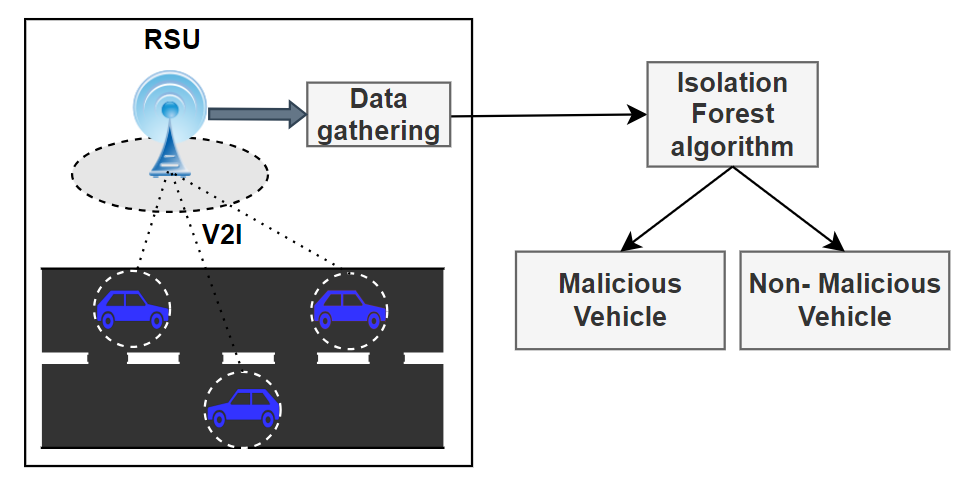 RSU
Data
gathering
Isolation
Forest
algorithm
V2I
Malicious
Vehicle
Non- Malicious
Vehicle